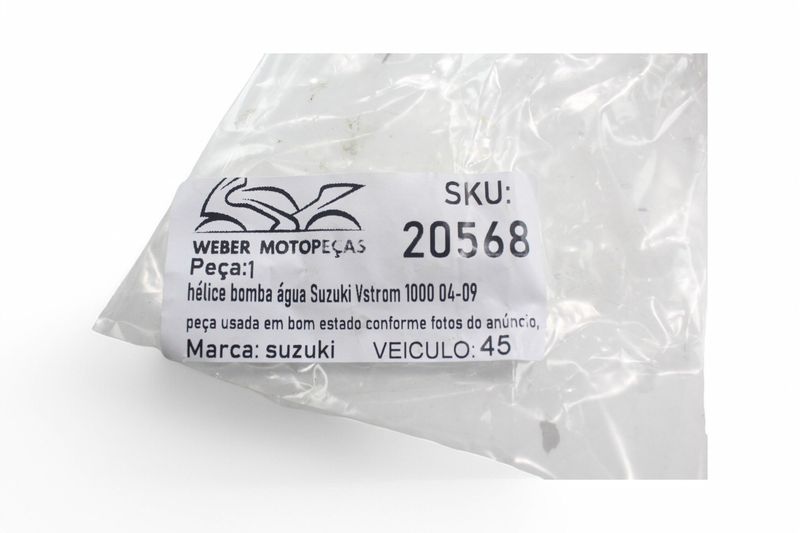 SKU:
20568
WEBER MOTOPEÇAS
Peça:1
hélice bomba água Suzuki Vstrom 1000 04-09
peça usada em bom estado conforme fotos do anúncio,
Marca: suzuki VEICULO: 45